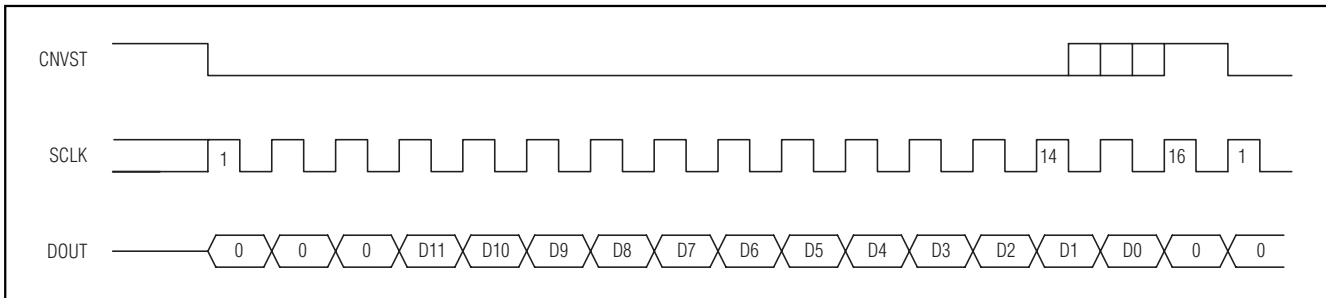 CNVST
SCLK 1 14 16 1
DOUT 0 0 0 D11 D10 D9 D8 D7 D6 D5 D4 D3 D2 D1 D0 0 0